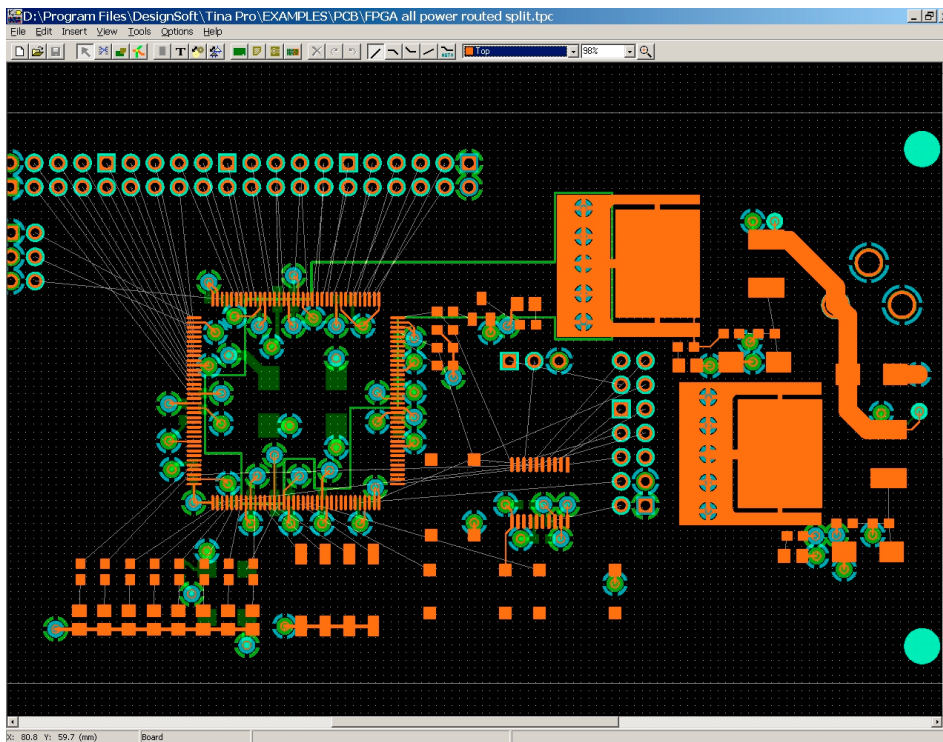 D:\Program Files\DesignSoft\Tina Pro\EXAMPLES\PCB\FPGA all power routed split.tpc
File Edit Insert View Tools Options Help
T Top 98%
X: 80.8 Y: 59.7 (mm) Board